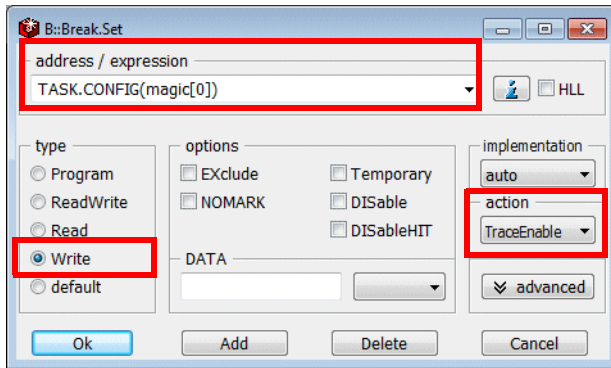 B::Break.Set
address / expression
TASK.CONFIG(magic[0])
i
HLL
type
Program
ReadWrite
Read
Write
default
options
EXclude
NOMARK
Temporary
DISable
DISableHIT
DATA
implementation
auto
action
TraceEnable
advanced
Ok
Add
Delete
Cancel